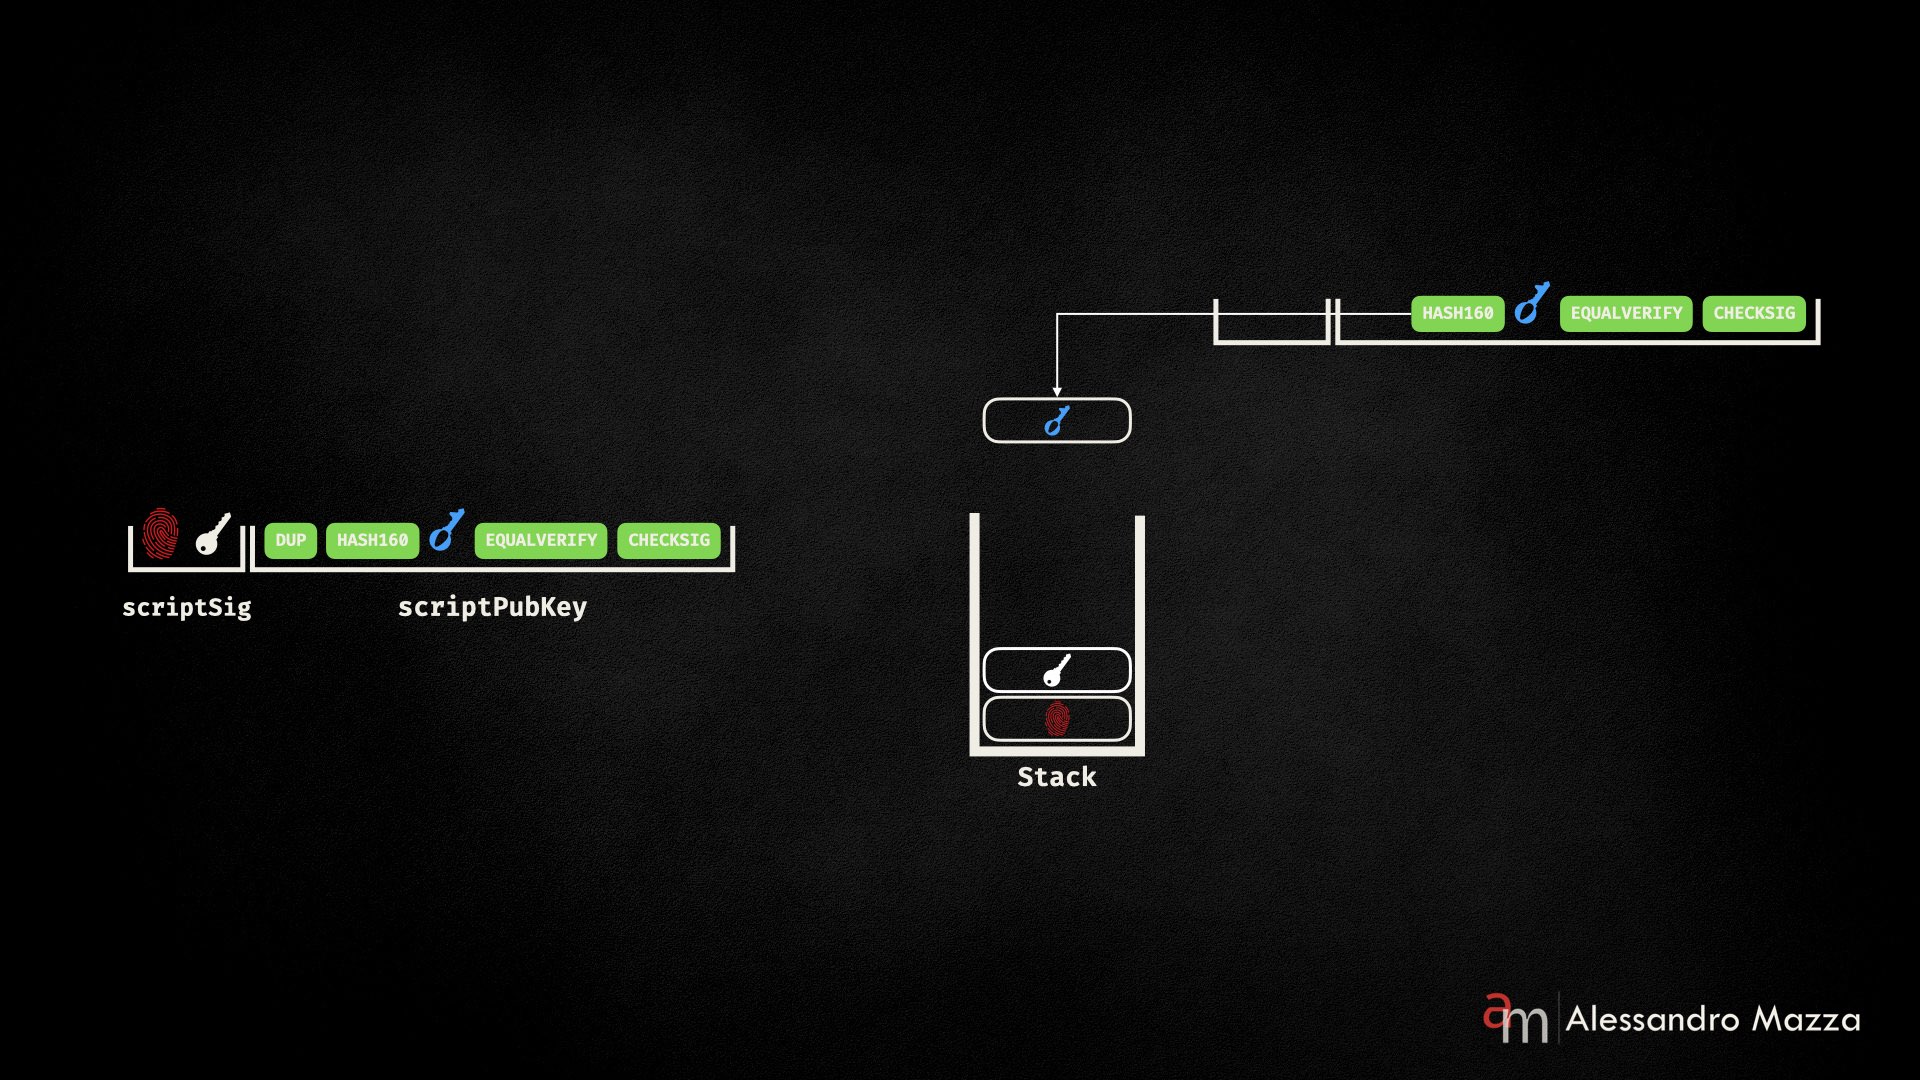 HASH160 EQUALVERIFY CHECKSIG
DUP HASH160 EQUALVERIFY CHECKSIG
scriptSig scriptPubKey
Stack
am Alessandro Mazza